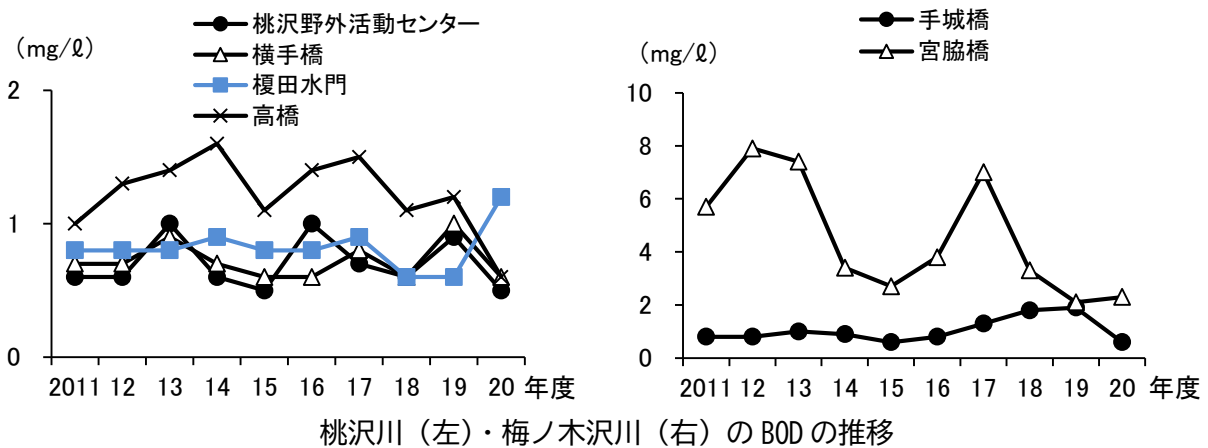 桃沢野外活動センター
横手橋
榎田水門
高橋
(mg/ℓ)
2
1
0
2011 12 13 14 15 16 17 18 19 20 年度
手城橋
宮脇橋
(mg/ℓ)
10
8
6
4
2
0
2011 12 13 14 15 16 17 18 19 20 年度
桃沢川（左）・梅ノ木沢川（右）の BOD の推移